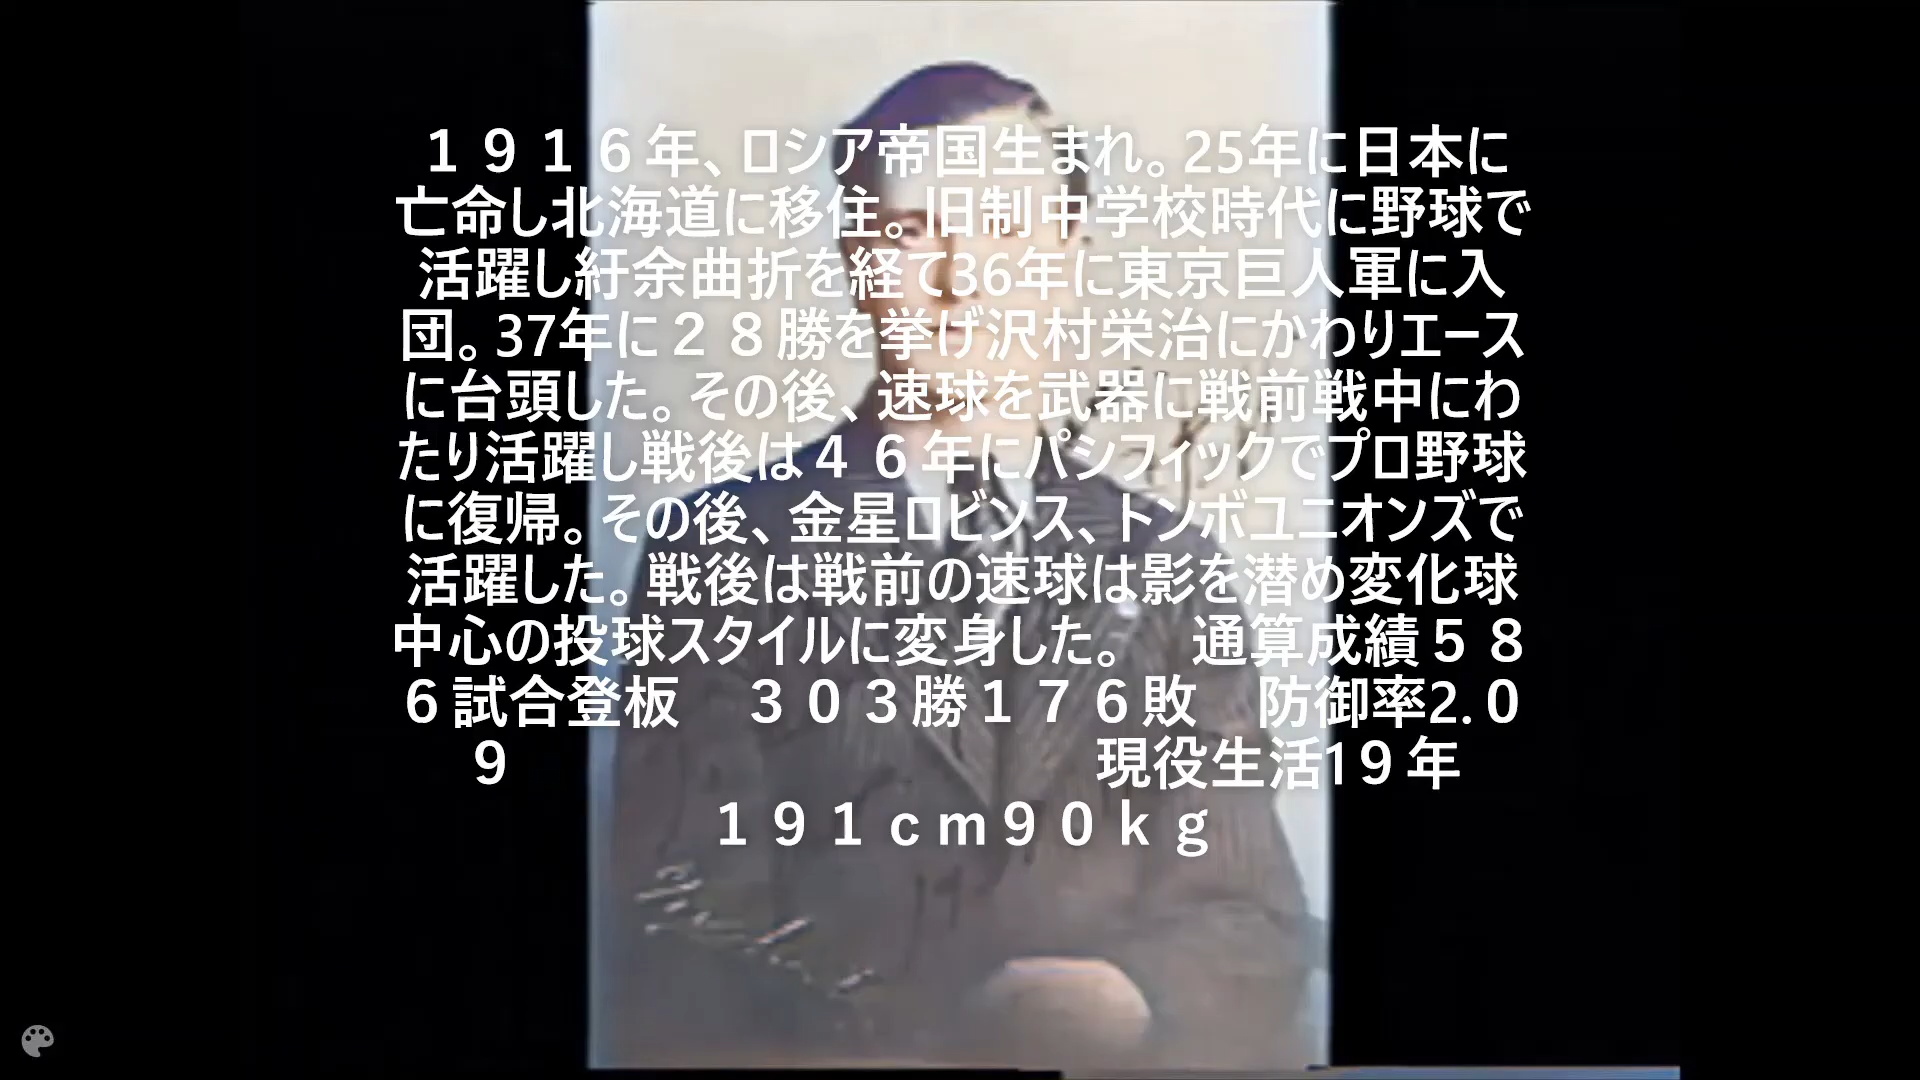 １９１６年、ロシア帝国生まれ。25年に日本に
亡命し北海道に移住。旧制中学校時代に野球で
活躍し紆余曲折を経て36年に東京巨人軍に入
団。37年に２８勝を挙げ沢村栄治にかわりエース
に台頭した。その後、速球を武器に戦前戦中にわ
たり活躍し戦後は４６年にパシフィックでプロ野球
に復帰。その後、金星ロビンス、トンボユニオンズで
活躍した。戦後は戦前の速球は影を潜め変化球
中心の投球スタイルに変身した。　通算成績５８
６試合登板　３０３勝１７６敗　防御率2.０
９　　　　　　　　　　現役生活1９年
１９１ｃｍ９０ｋｇ